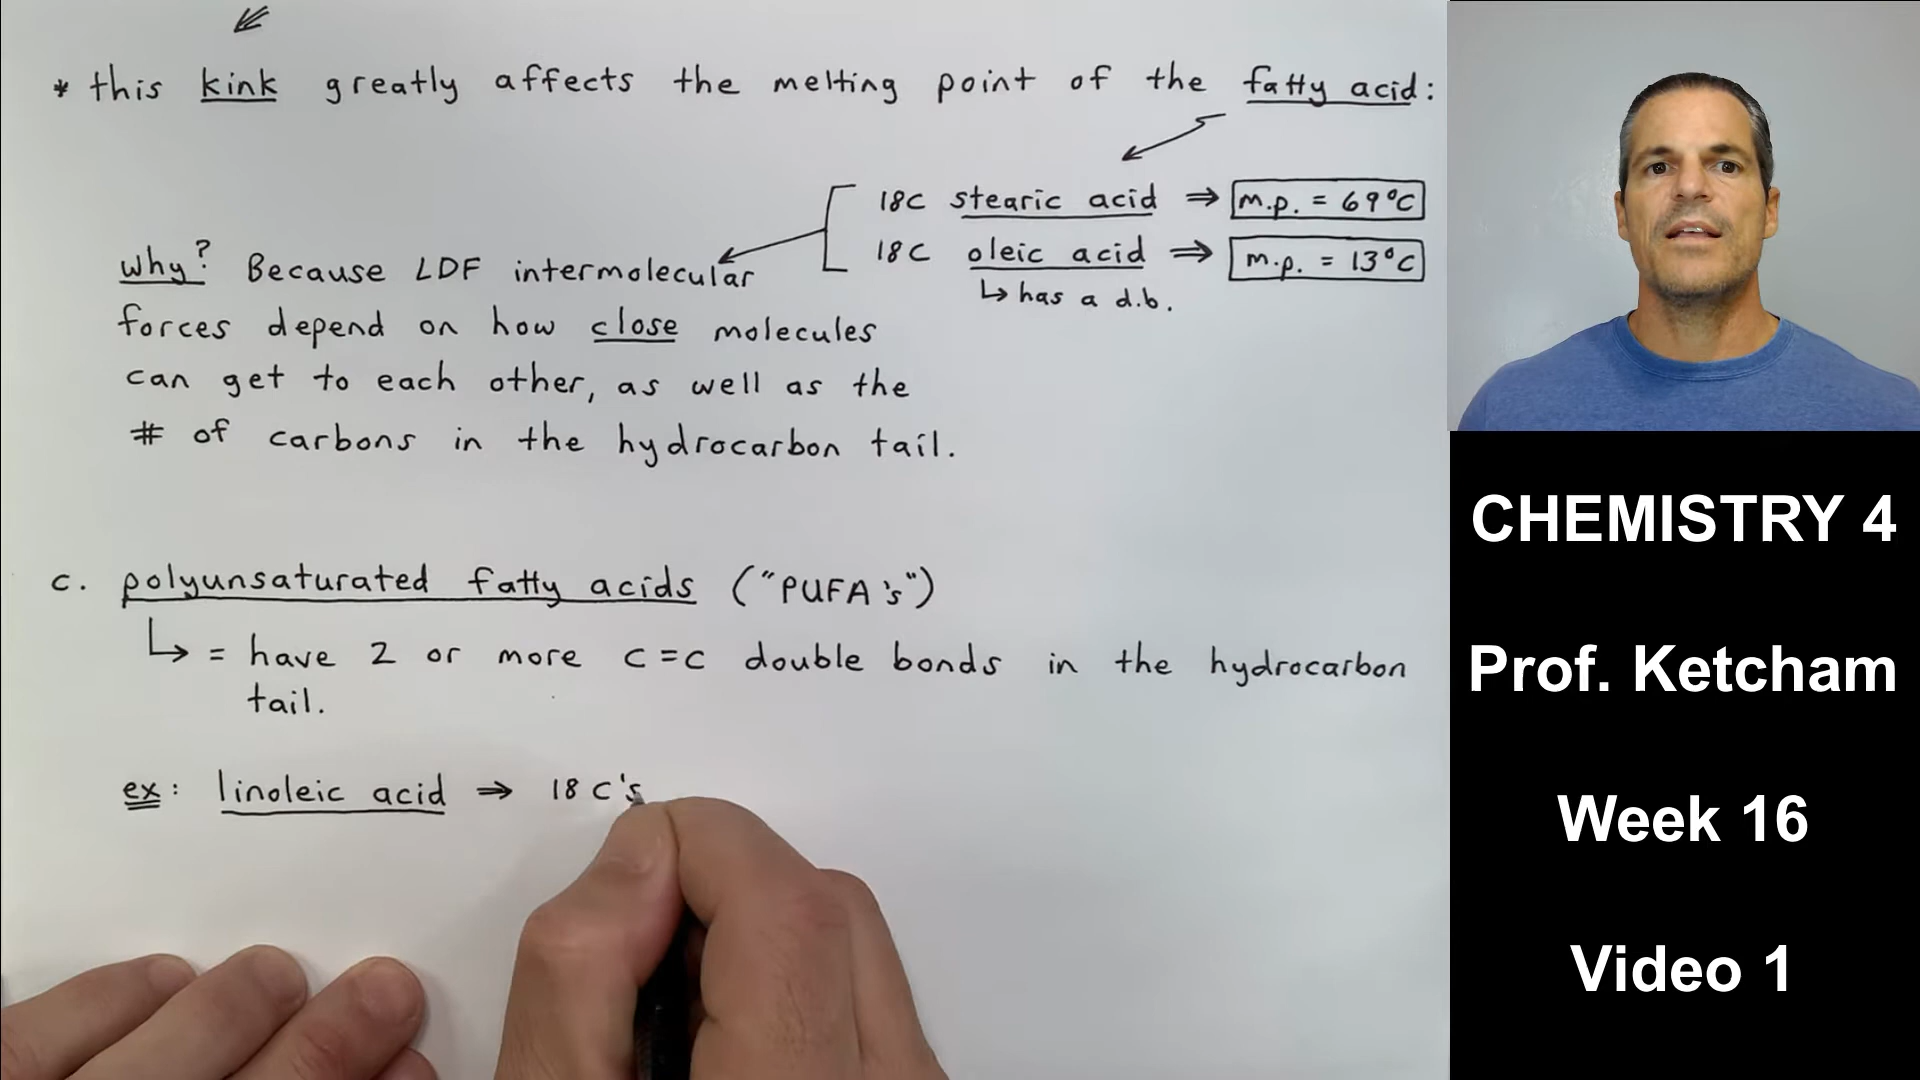 * this kink greatly affects the melting point of the fatty acid:
18C stearic acid ⇒ m.p. = 69°C
18C oleic acid ⇒ m.p. = 13°C
↳ has a d.b.
why? Because LDF intermolecular
forces depend on how close molecules
can get to each other, as well as the
# of carbons in the hydrocarbon tail.
c. polyunsaturated fatty acids ("PUFA's")
↳ = have 2 or more C=C double bonds in the hydrocarbon
tail.
ex: linoleic acid ⇒ 18 C's
CHEMISTRY 4
Prof. Ketcham
Week 16
Video 1